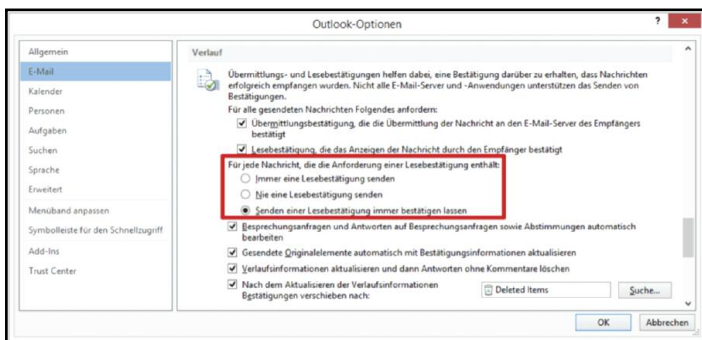 Outlook-Optionen
?
×
Allgemein
E-Mail
Kalender
Personen
Aufgaben
Suchen
Sprache
Erweitert
Menüband anpassen
Symbolleiste für den Schnellzugriff
Add-Ins
Trust Center
Verlauf
Übermittlungs- und Lesebestätigungen helfen dabei, eine Bestätigung darüber zu erhalten, dass Nachrichten
erfolgreich empfangen wurden. Nicht alle E-Mail-Server und -Anwendungen unterstützen das Senden von
Bestätigungen.
Für alle gesendeten Nachrichten Folgendes anfordern:
Übermittlungsbestätigung, die die Übermittlung der Nachricht an den E-Mail-Server des Empfängers
bestätigt
Lesebestätigung, die das Anzeigen der Nachricht durch den Empfänger bestätigt
Für jede Nachricht, die die Anforderung einer Lesebestätigung enthält:
Immer eine Lesebestätigung senden
Nie eine Lesebestätigung senden
Senden einer Lesebestätigung immer bestätigen lassen
Besprechungsanfragen und Antworten auf Besprechungsanfragen sowie Abstimmungen automatisch
bearbeiten
Gesendete Originalelemente automatisch mit Bestätigungsinformationen aktualisieren
Verlaufsinformationen aktualisieren und dann Antworten ohne Kommentare löschen
Nach dem Aktualisieren der Verlaufsinformationen
Bestätigungen verschieben nach:
Deleted Items
Suche...
OK
Abbrechen